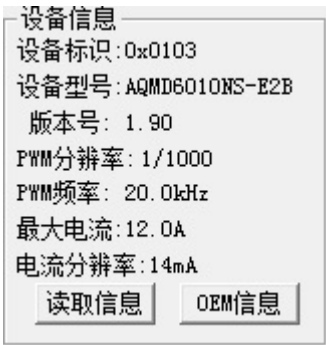 设备信息
设备标识:0x0103
设备型号:AQMD6010NS-E2B
版本号: 1.90
PWM分辨率:1/1000
PWM频率: 20.0kHz
最大电流:12.0A
电流分辨率:14mA
读取信息 OEM信息